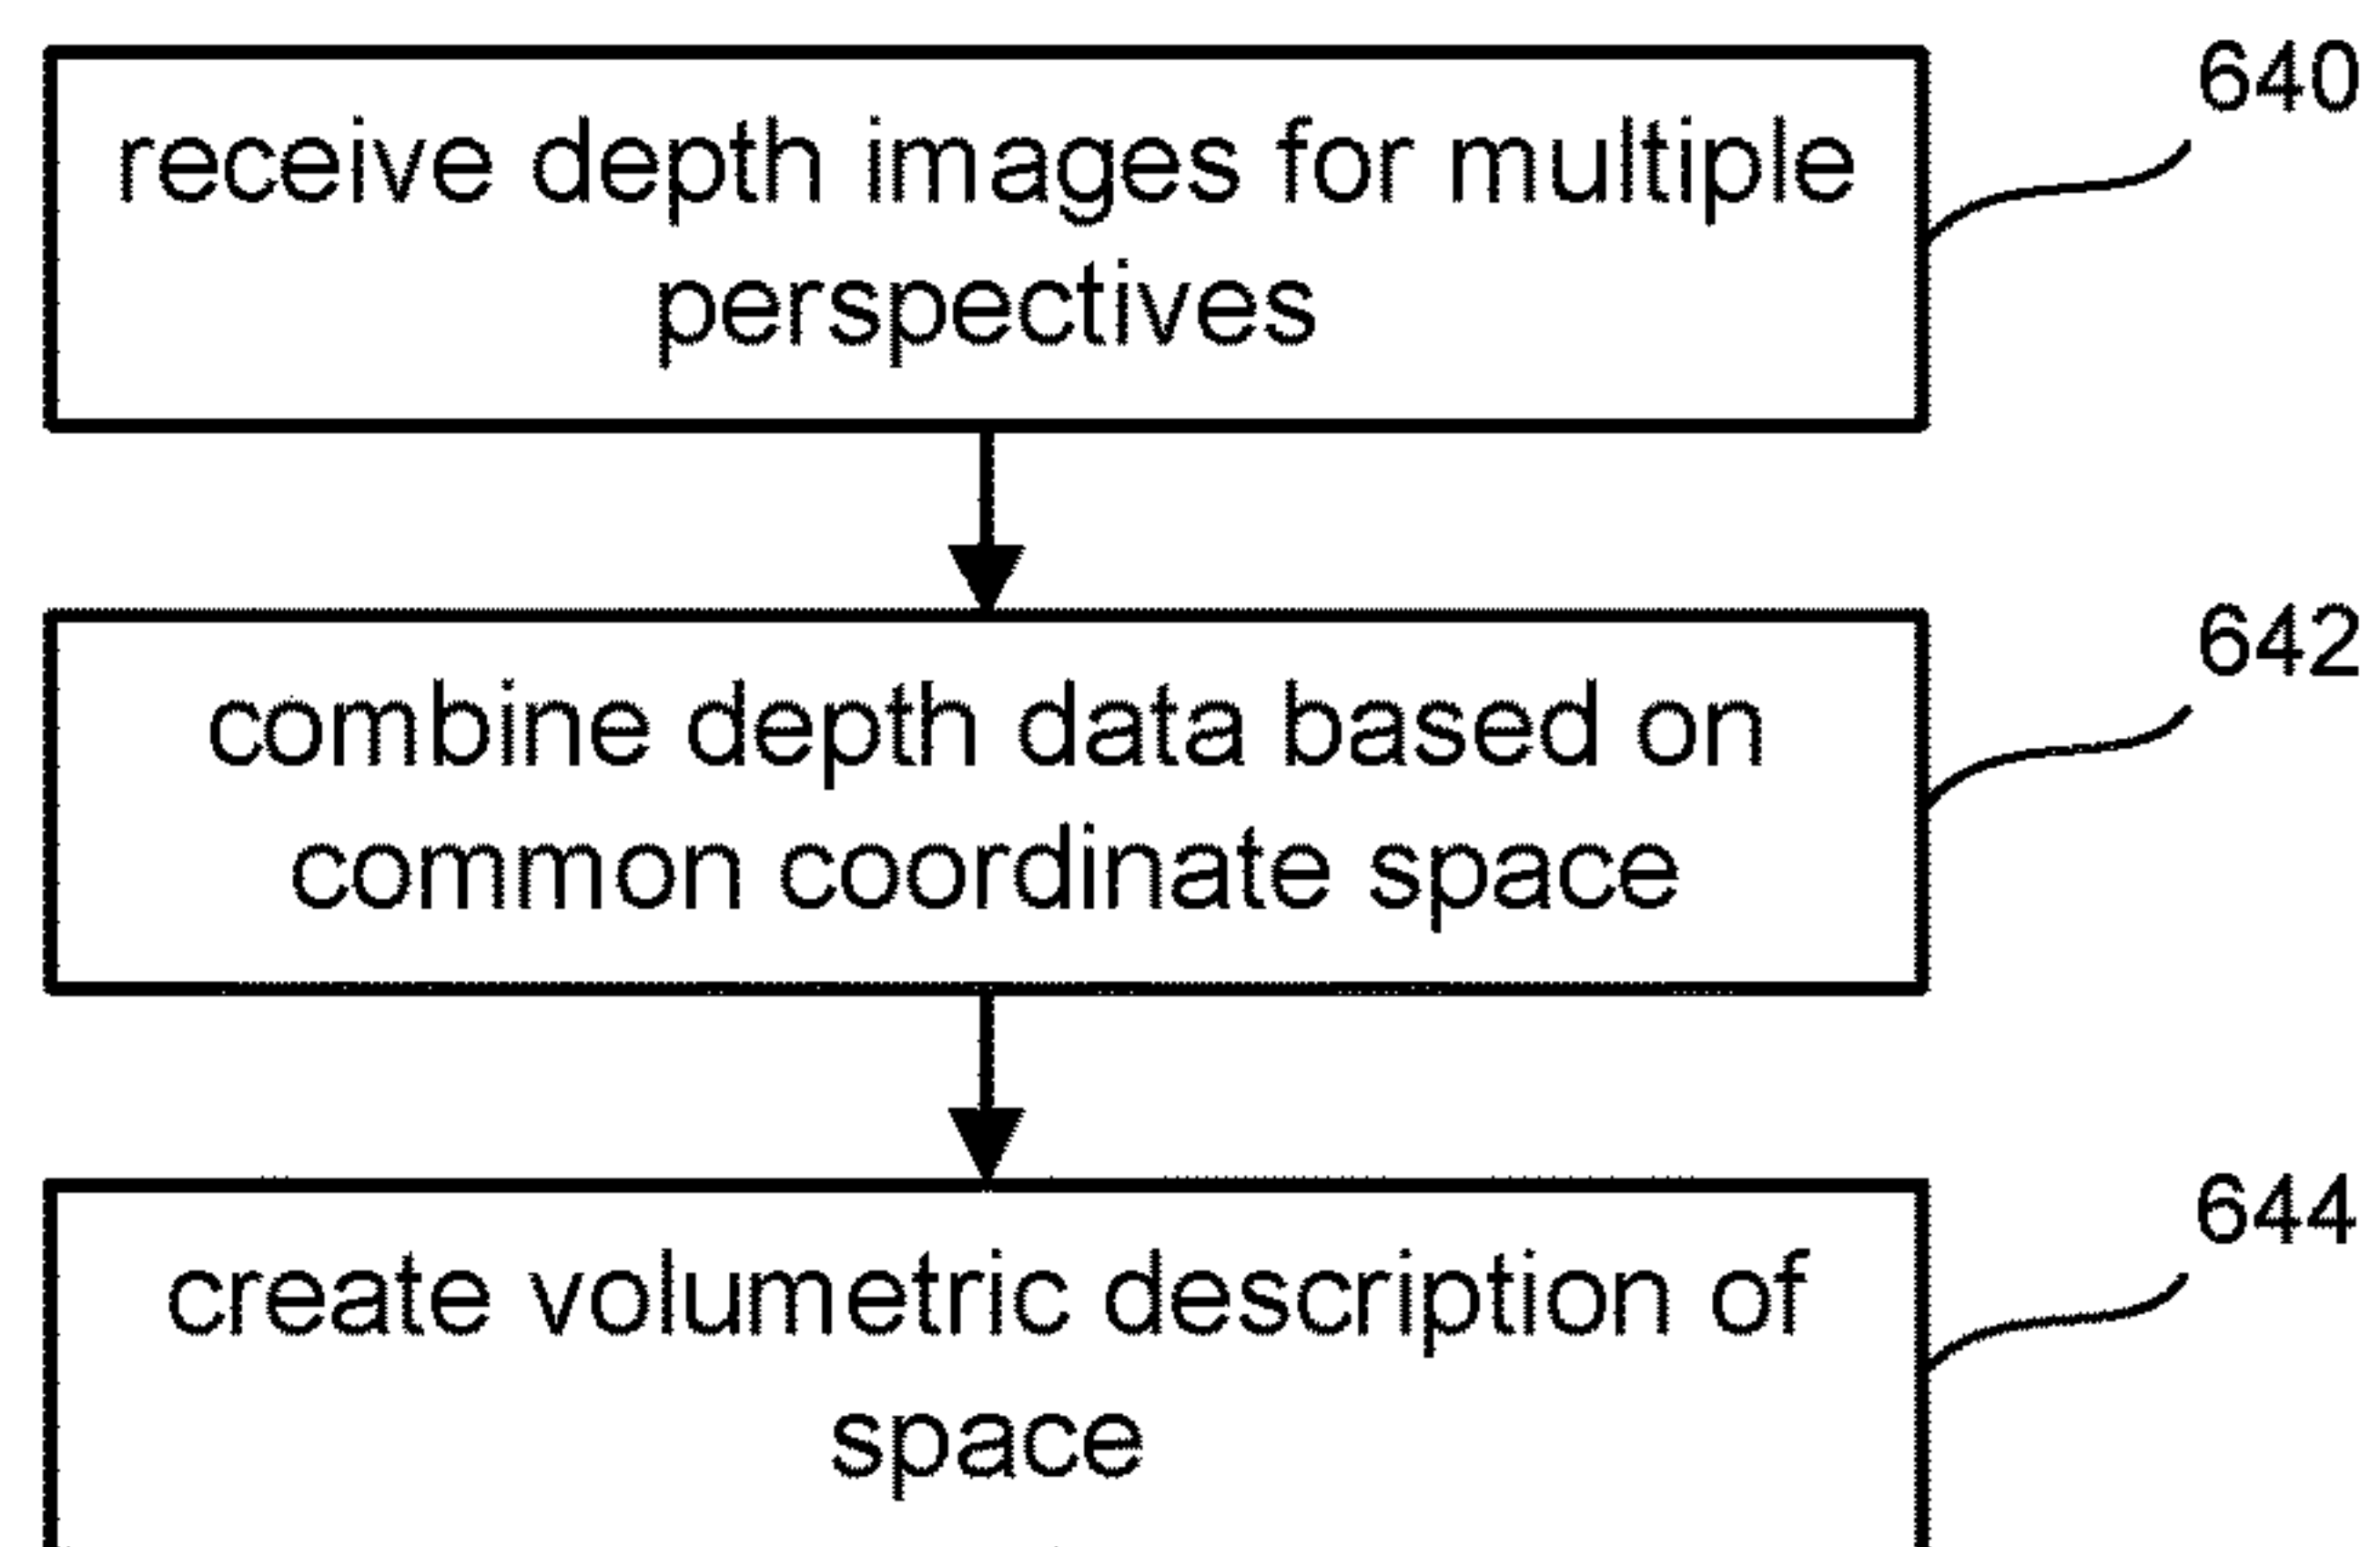 640
receive depth images for multiple
perspectives
642
combine depth data based on
common coordinate space
644
create volumetric description of
space